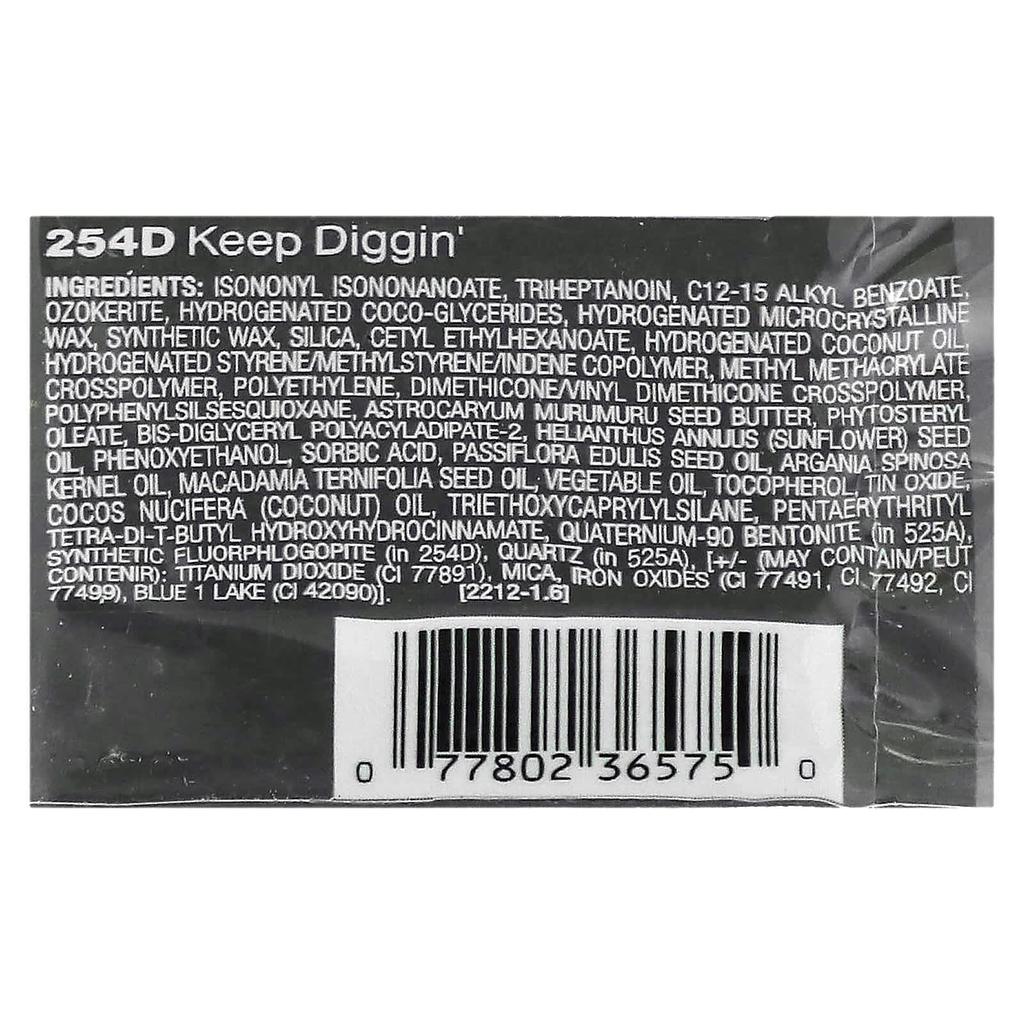 254D Keep Diggin'
INGREDIENTS: ISONONYL ISONONANOATE, TRIHEPTANOIN, C12-15 ALKYL BENZOATE,
OZOKERITE, HYDROGENATED COCO-GLYCERIDES, HYDROGENATED MICROCRYSTALLINE
WAX, SYNTHETIC WAX, SILICA, CETYL ETHYLHEXANOATE, HYDROGENATED COCONUT OIL,
HYDROGENATED STYRENE/METHYLSTYRENE/INDENE COPOLYMER, METHYL METHACRYLATE
CROSSPOLYMER, POLYETHYLENE, DIMETHICONE/VINYL DIMETHICONE CROSSPOLYMER,
POLYPHENYLSILSESQUIOXANE, ASTROCARYUM MURUMURU SEED BUTTER, PHYTOSTERYL
OLEATE, BIS-DIGLYCERYL POLYACYLADIPATE-2, HELIANTHUS ANNUUS (SUNFLOWER) SEED
OIL, PHENOXYETHANOL, SORBIC ACID, PASSIFLORA EDULIS SEED OIL, ARGANIA SPINOSA
KERNEL OIL, MACADAMIA TERNIFOLIA SEED OIL, VEGETABLE OIL, TOCOPHEROL, TIN OXIDE,
COCOS NUCIFERA (COCONUT) OIL, TRIETHOXYCAPRYLYLSILANE, PENTAERYTHRITYL
TETRA-DI-T-BUTYL HYDROXYHYDROCINNAMATE, QUATERNIUM-90 BENTONITE (in 525A),
SYNTHETIC FLUORPHLOGOPITE (in 254D), QUARTZ (in 525A), [+/- (MAY CONTAIN/PEUT
CONTENIR): TITANIUM DIOXIDE (CI 77891), MICA, IRON OXIDES (CI 77491, CI 77492, CI
77499), BLUE 1 LAKE (CI 42090)]. [2212-1.6]
0 77802 36575 0